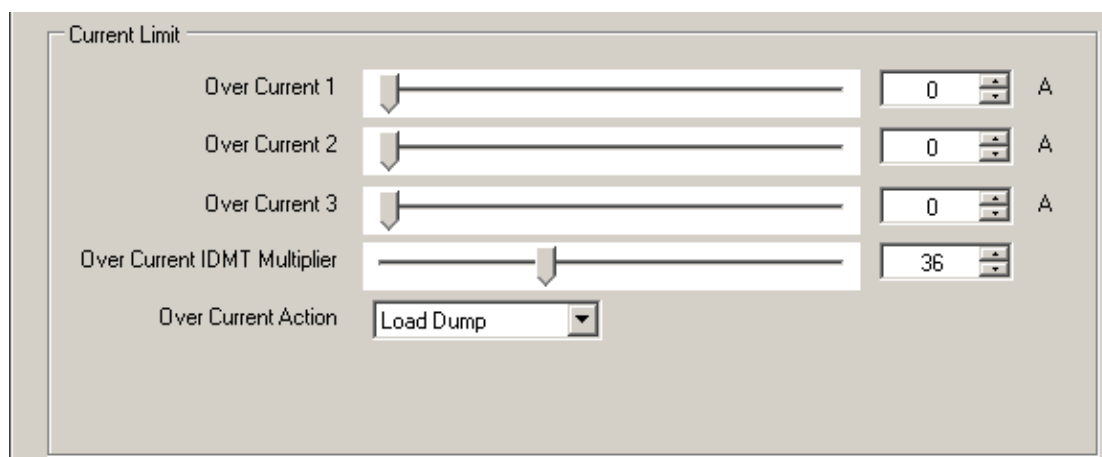 Current Limit
Over Current 1 0 A
Over Current 2 0 A
Over Current 3 0 A
Over Current IDMT Multiplier 36
Over Current Action Load Dump